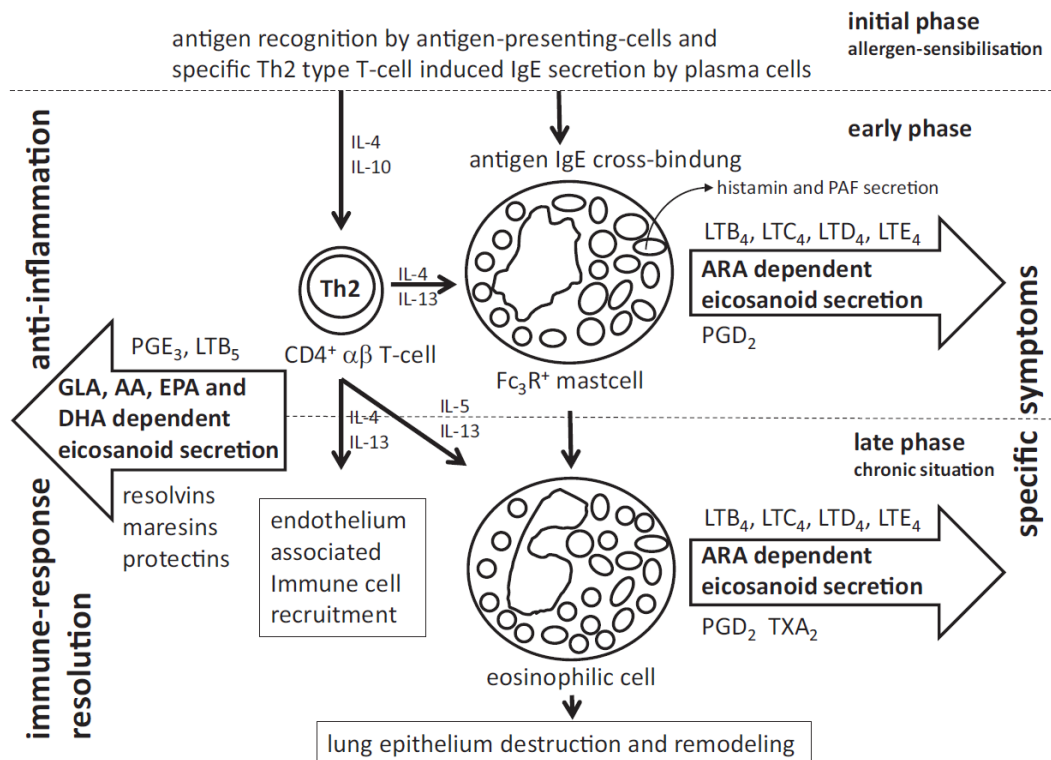 initial phase
allergen-sensibilisation
antigen recognition by antigen-presenting-cells and
specific Th2 type T-cell induced IgE secretion by plasma cells
early phase
IL-4
IL-10
antigen IgE cross-bindung
histamin and PAF secretion
Th2
IL-4
IL-13
CD4⁺ αβ T-cell
Fc₃R⁺ mastcell
LTB₄, LTC₄, LTD₄, LTE₄
ARA dependent
eicosanoid secretion
PGD₂
anti-inflammation
PGE₃, LTB₅
GLA, AA, EPA and
DHA dependent
eicosanoid secretion
resolvins
maresins
protectins
immune-response
resolution
IL-4
IL-13
IL-5
IL-13
late phase
chronic situation
endothelium
associated
Immune cell
recruitment
eosinophilic cell
LTB₄, LTC₄, LTD₄, LTE₄
ARA dependent
eicosanoid secretion
PGD₂ TXA₂
specific symptoms
lung epithelium destruction and remodeling